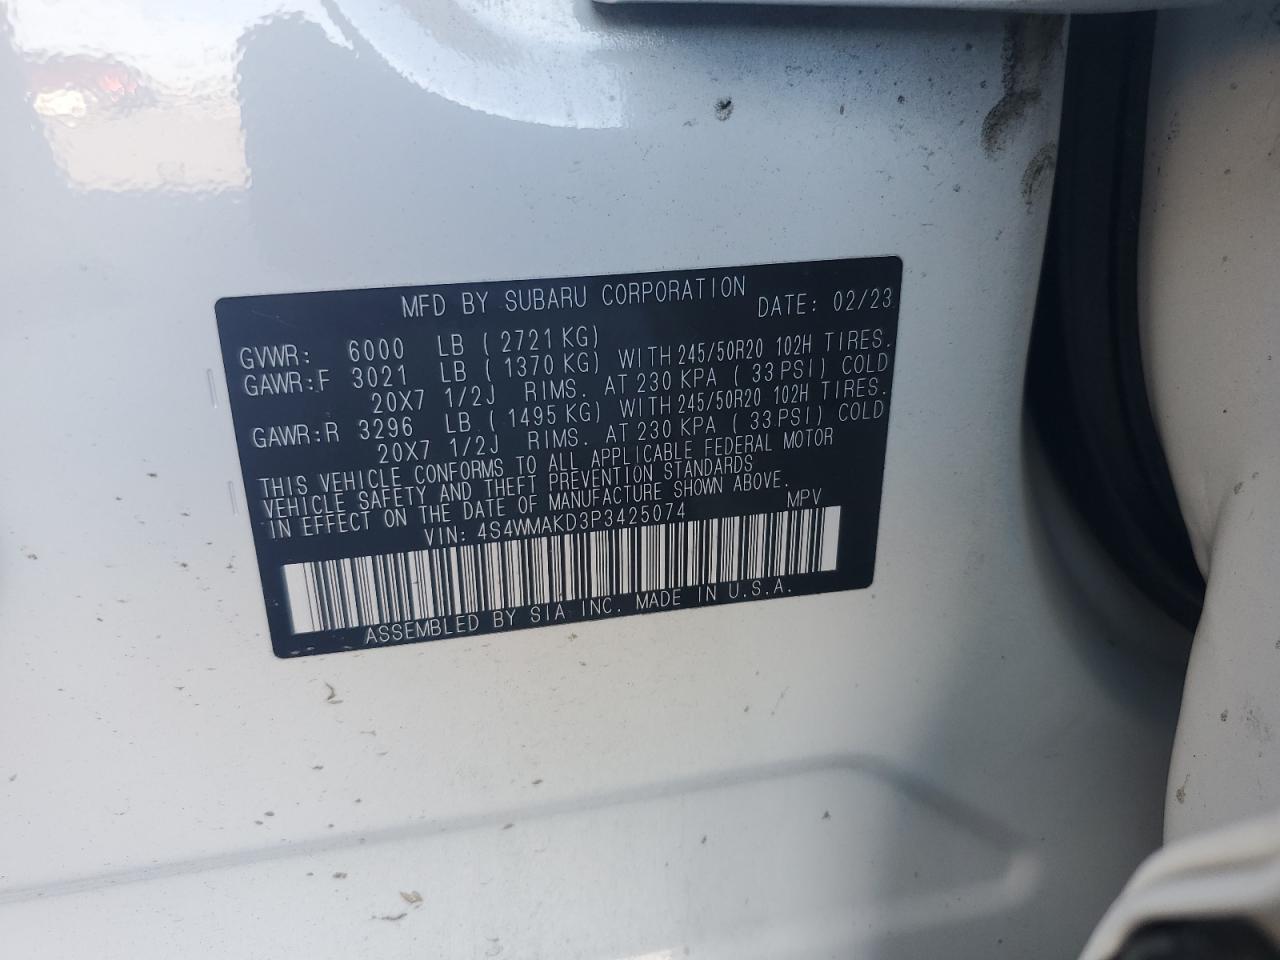 MFD BY SUBARU CORPORATION DATE: 02/23
GVWR: 6000 LB ( 2721 KG)
GAWR:F 3021 LB ( 1370 KG) WITH 245/50R20 102H TIRES.
20X7 1/2J RIMS. AT 230 KPA ( 33 PSI) COLD
GAWR:R 3296 LB ( 1495 KG) WITH 245/50R20 102H TIRES.
20X7 1/2J RIMS. AT 230 KPA ( 33 PSI) COLD
THIS VEHICLE CONFORMS TO ALL APPLICABLE FEDERAL MOTOR
VEHICLE SAFETY AND THEFT PREVENTION STANDARDS
IN EFFECT ON THE DATE OF MANUFACTURE SHOWN ABOVE.
VIN: 4S4WMAKD3P3425074 MPV
ASSEMBLED BY SIA INC. MADE IN U.S.A.